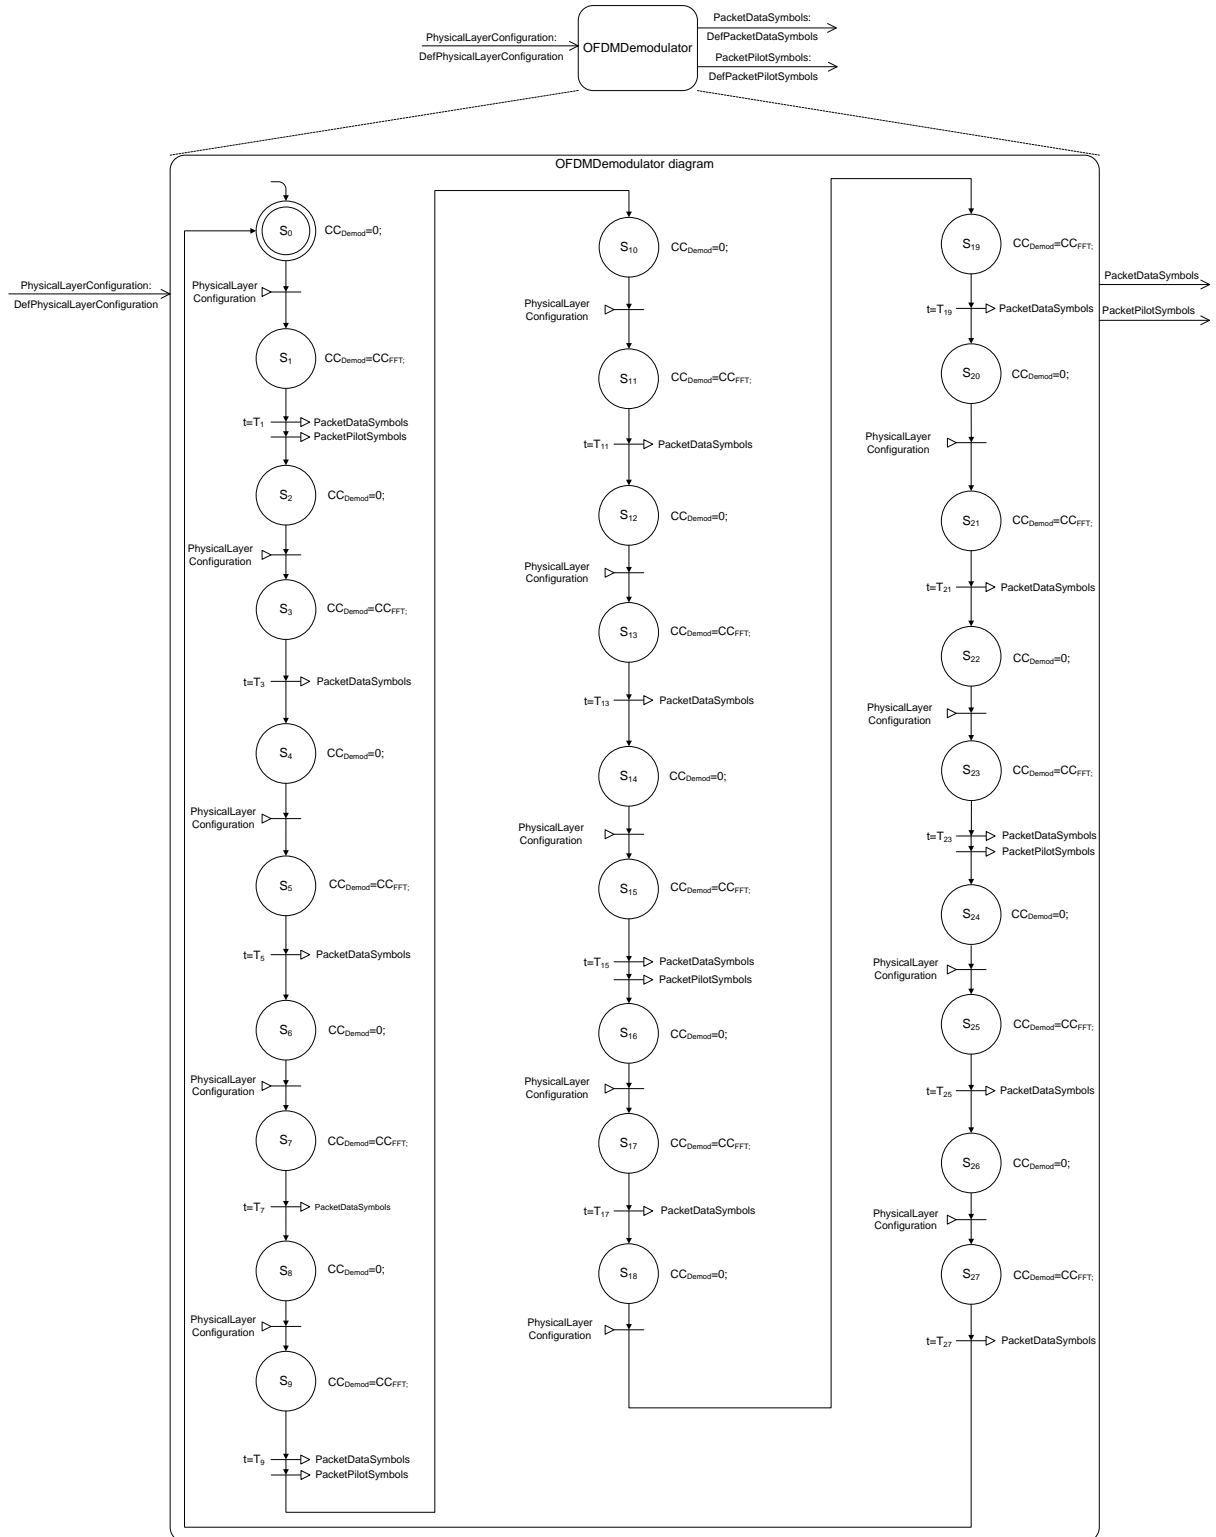 PacketDataSymbols:
DefPacketDataSymbols
PhysicalLayerConfiguration:
DefPhysicalLayerConfiguration
OFDMDemodulator
PacketPilotSymbols:
DefPacketPilotSymbols
OFDMDemodulator diagram
PhysicalLayerConfiguration:
DefPhysicalLayerConfiguration
S0 CCDemod=0;
PhysicalLayer
Configuration
S1 CCDemod=CCFFT;
t=T1 PacketDataSymbols
PacketPilotSymbols
S2 CCDemod=0;
PhysicalLayer
Configuration
S3 CCDemod=CCFFT;
t=T3 PacketDataSymbols
S4 CCDemod=0;
PhysicalLayer
Configuration
S5 CCDemod=CCFFT;
t=T5 PacketDataSymbols
S6 CCDemod=0;
PhysicalLayer
Configuration
S7 CCDemod=CCFFT;
t=T7 PacketDataSymbols
S8 CCDemod=0;
PhysicalLayer
Configuration
S9 CCDemod=CCFFT;
t=T9 PacketDataSymbols
PacketPilotSymbols
S10 CCDemod=0;
PhysicalLayer
Configuration
S11 CCDemod=CCFFT;
t=T11 PacketDataSymbols
S12 CCDemod=0;
PhysicalLayer
Configuration
S13 CCDemod=CCFFT;
t=T13 PacketDataSymbols
S14 CCDemod=0;
PhysicalLayer
Configuration
S15 CCDemod=CCFFT;
t=T15 PacketDataSymbols
PacketPilotSymbols
S16 CCDemod=0;
PhysicalLayer
Configuration
S17 CCDemod=CCFFT;
t=T17 PacketDataSymbols
S18 CCDemod=0;
PhysicalLayer
Configuration
S19 CCDemod=CCFFT;
t=T19 PacketDataSymbols
S20 CCDemod=0;
PhysicalLayer
Configuration
S21 CCDemod=CCFFT;
t=T21 PacketDataSymbols
S22 CCDemod=0;
PhysicalLayer
Configuration
S23 CCDemod=CCFFT;
t=T23 PacketDataSymbols
PacketPilotSymbols
S24 CCDemod=0;
PhysicalLayer
Configuration
S25 CCDemod=CCFFT;
t=T25 PacketDataSymbols
S26 CCDemod=0;
PhysicalLayer
Configuration
S27 CCDemod=CCFFT;
t=T27 PacketDataSymbols
PacketDataSymbols
PacketPilotSymbols